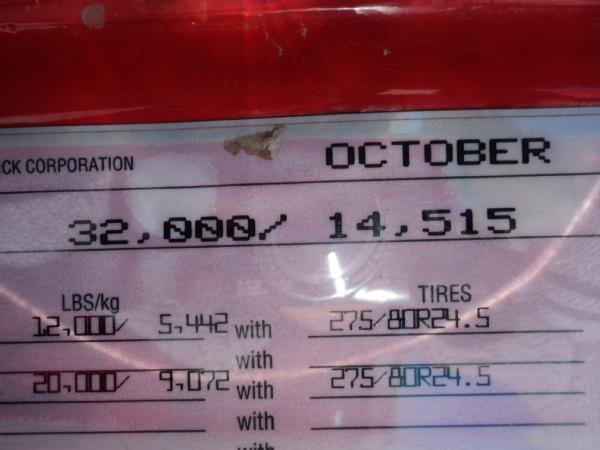 CK CORPORATION OCTOBER
32,000/ 14,515
LBS/kg TIRES
12,000/ 5,442 with 275/80R24.5
with
20,000/ 9,072 with 275/80R24.5
with
with